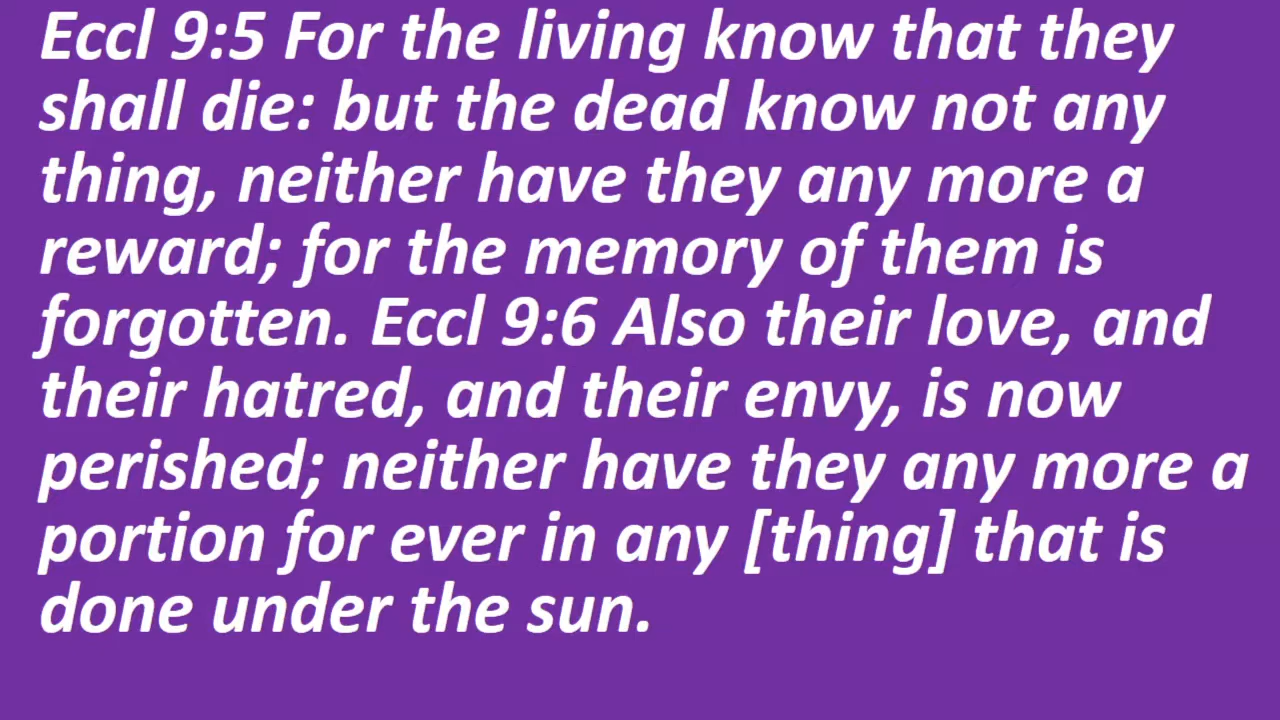 Eccl 9:5 For the living know that they
shall die: but the dead know not any
thing, neither have they any more a
reward; for the memory of them is
forgotten. Eccl 9:6 Also their love, and
their hatred, and their envy, is now
perished; neither have they any more a
portion for ever in any [thing] that is
done under the sun.